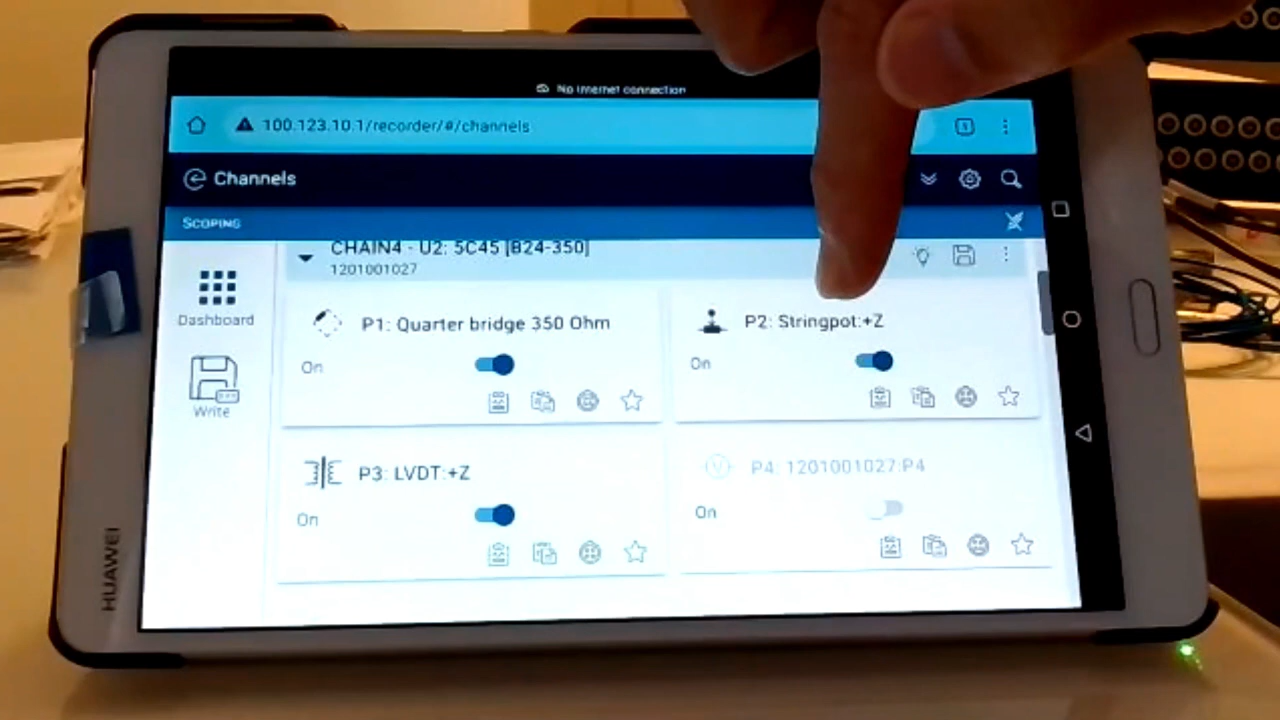 No internet connection
100.123.10.1/recorder/#/channels
Channels
SCOPING
CHAIN4 - U2: 5C45 [B24-350]
1201001027
Dashboard
Write
P1: Quarter bridge 350 Ohm
On
P2: Stringpot:+Z
On
P3: LVDT:+Z
On
P4: 1201001027:P4
On
HUAWEI